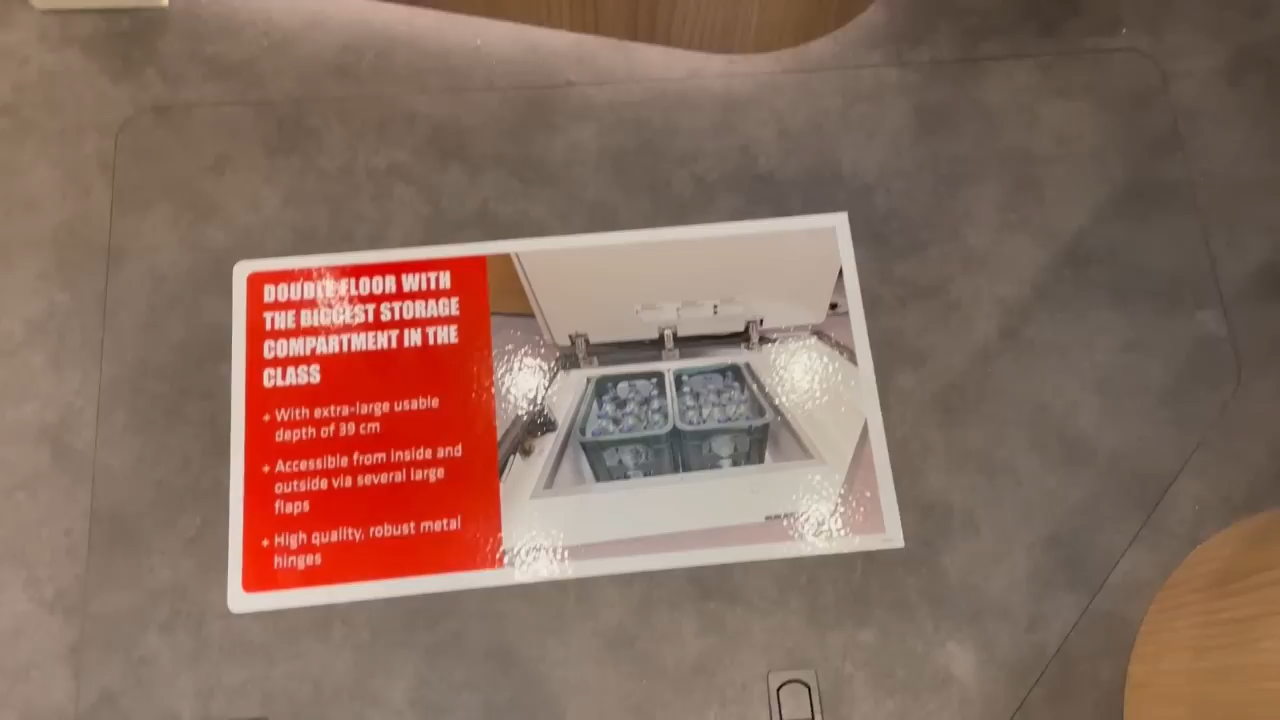 DOUBLE FLOOR WITH
THE BIGGEST STORAGE
COMPARTMENT IN THE
CLASS
+ With extra-large usable
depth of 39 cm
+ Accessible from inside and
outside via several large
flaps
+ High quality, robust metal
hinges